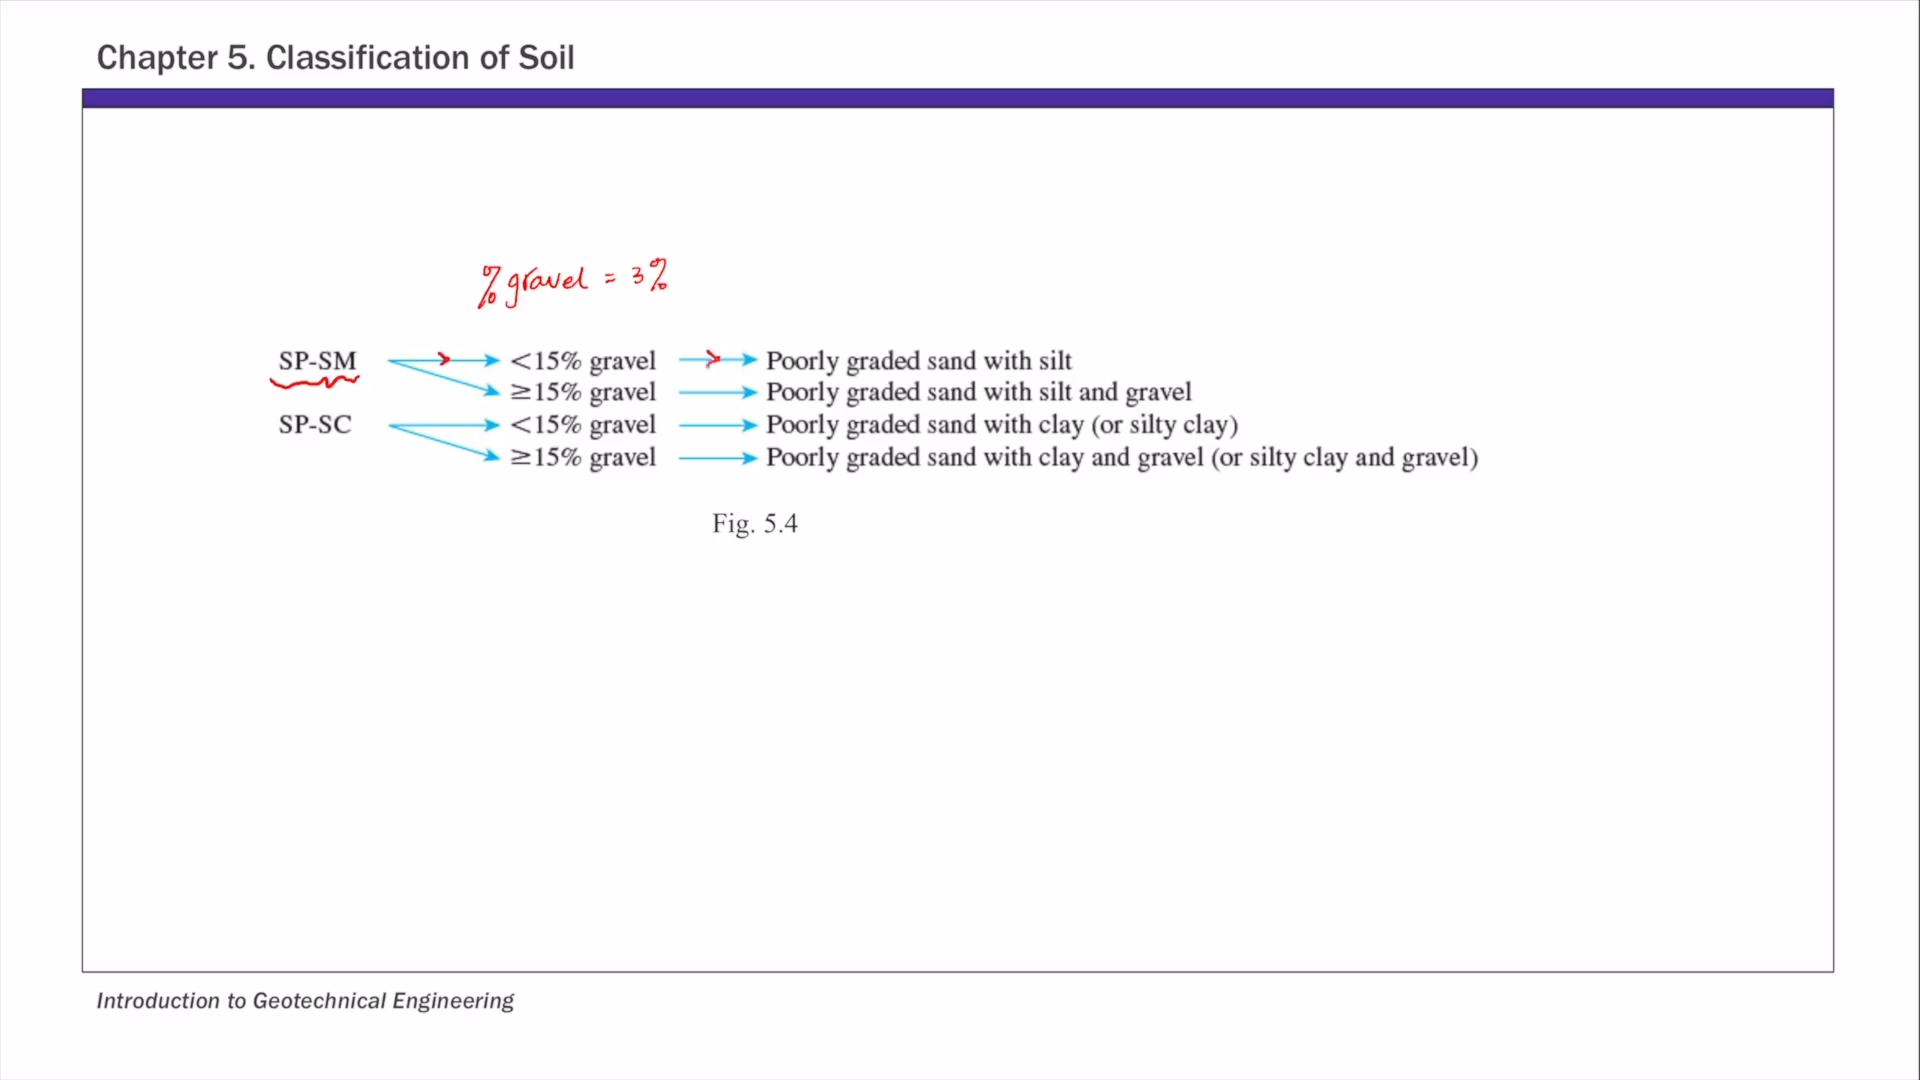 Chapter 5. Classification of Soil
% gravel = 3%
SP-SM <15% gravel Poorly graded sand with silt
≥15% gravel Poorly graded sand with silt and gravel
SP-SC <15% gravel Poorly graded sand with clay (or silty clay)
≥15% gravel Poorly graded sand with clay and gravel (or silty clay and gravel)
Fig. 5.4
Introduction to Geotechnical Engineering